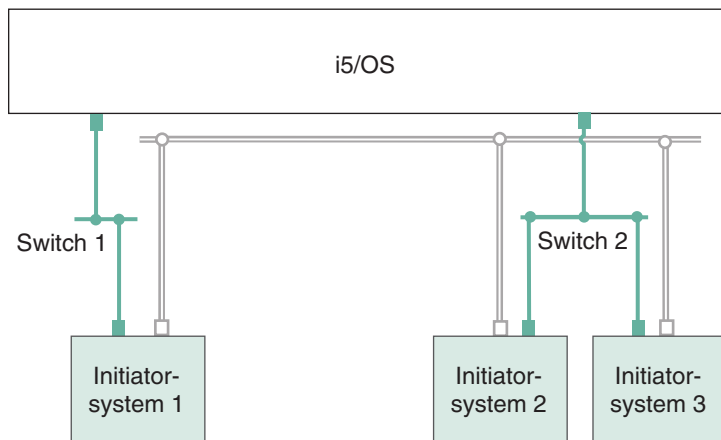 i5/OS
Switch 1
Switch 2
Initiator-
system 1
Initiator-
system 2
Initiator-
system 3